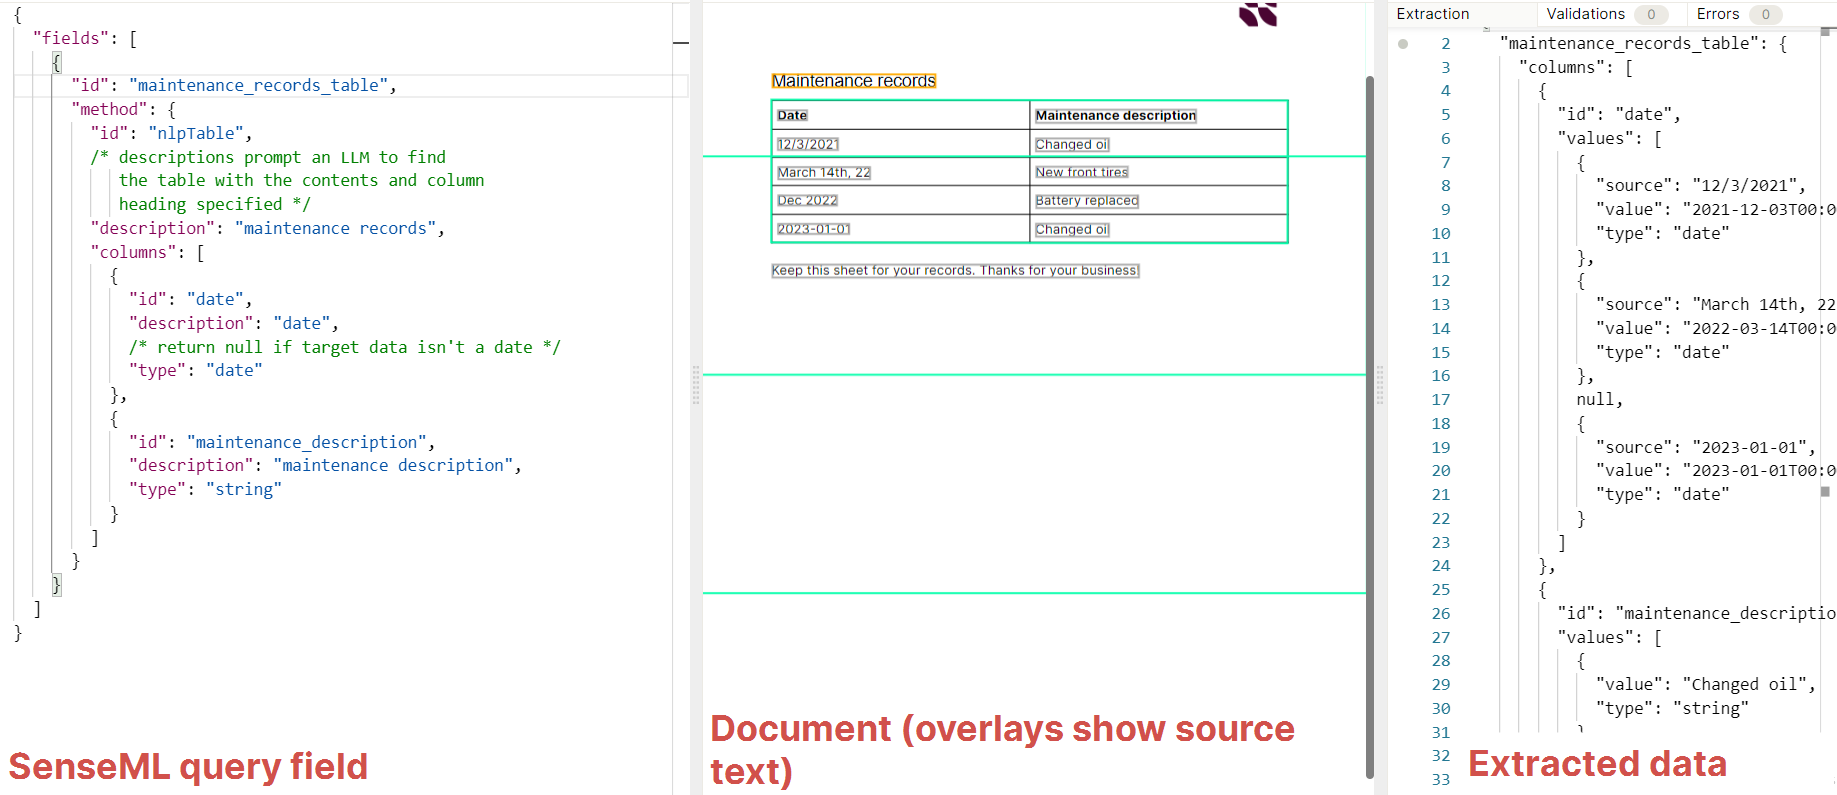 {
"fields": [
{
"id": "maintenance_records_table",
"method": {
"id": "nlpTable",
/* descriptions prompt an LLM to find
the table with the contents and column
heading specified */
"description": "maintenance records",
"columns": [
{
"id": "date",
"description": "date",
/* return null if target data isn't a date */
"type": "date"
},
{
"id": "maintenance_description",
"description": "maintenance description",
"type": "string"
}
]
}
}
]
}
SenseML query field
Maintenance records
Date Maintenance description
12/3/2021 Changed oil
March 14th, 22 New front tires
Dec 2022 Battery replaced
2023-01-01 Changed oil
Keep this sheet for your records. Thanks for your business!
Document (overlays show source
text)
Extraction Validations 0 Errors 0
2 "maintenance_records_table": {
3 "columns": [
4 {
5 "id": "date",
6 "values": [
7 {
8 "source": "12/3/2021",
9 "value": "2021-12-03T00:0
10 "type": "date"
11 },
12 {
13 "source": "March 14th, 22
14 "value": "2022-03-14T00:0
15 "type": "date"
16 },
17 null,
18 {
19 "source": "2023-01-01",
20 "value": "2023-01-01T00:0
21 "type": "date"
22 }
23 ]
24 },
25 {
26 "id": "maintenance_descriptio
27 "values": [
28 {
29 "value": "Changed oil",
30 "type": "string"
31 }
32
33
Extracted data